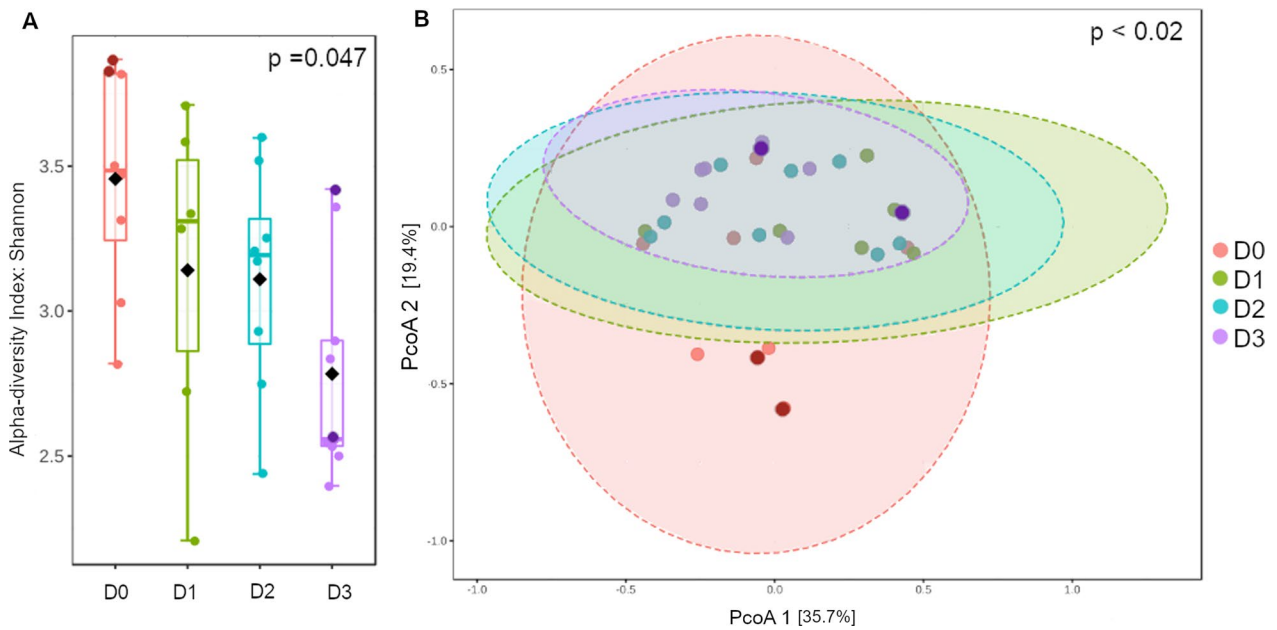 A
p =0.047
Alpha-diversity Index: Shannon
3.5
3.0
2.5
D0 D1 D2 D3
B
p < 0.02
PcoA 2 [19.4%]
0.5
0.0
-0.5
-1.0
-1.0 -0.5 0.0 0.5 1.0
PcoA 1 [35.7%]
D0
D1
D2
D3